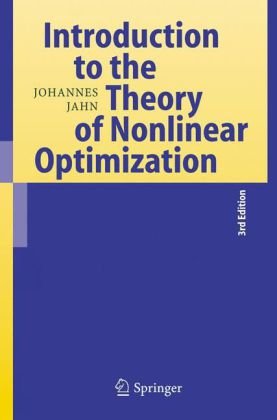 Introduction
to the
JOHANNES
JAHN
Theory
of Nonlinear
Optimization
3rd Edition
Springer